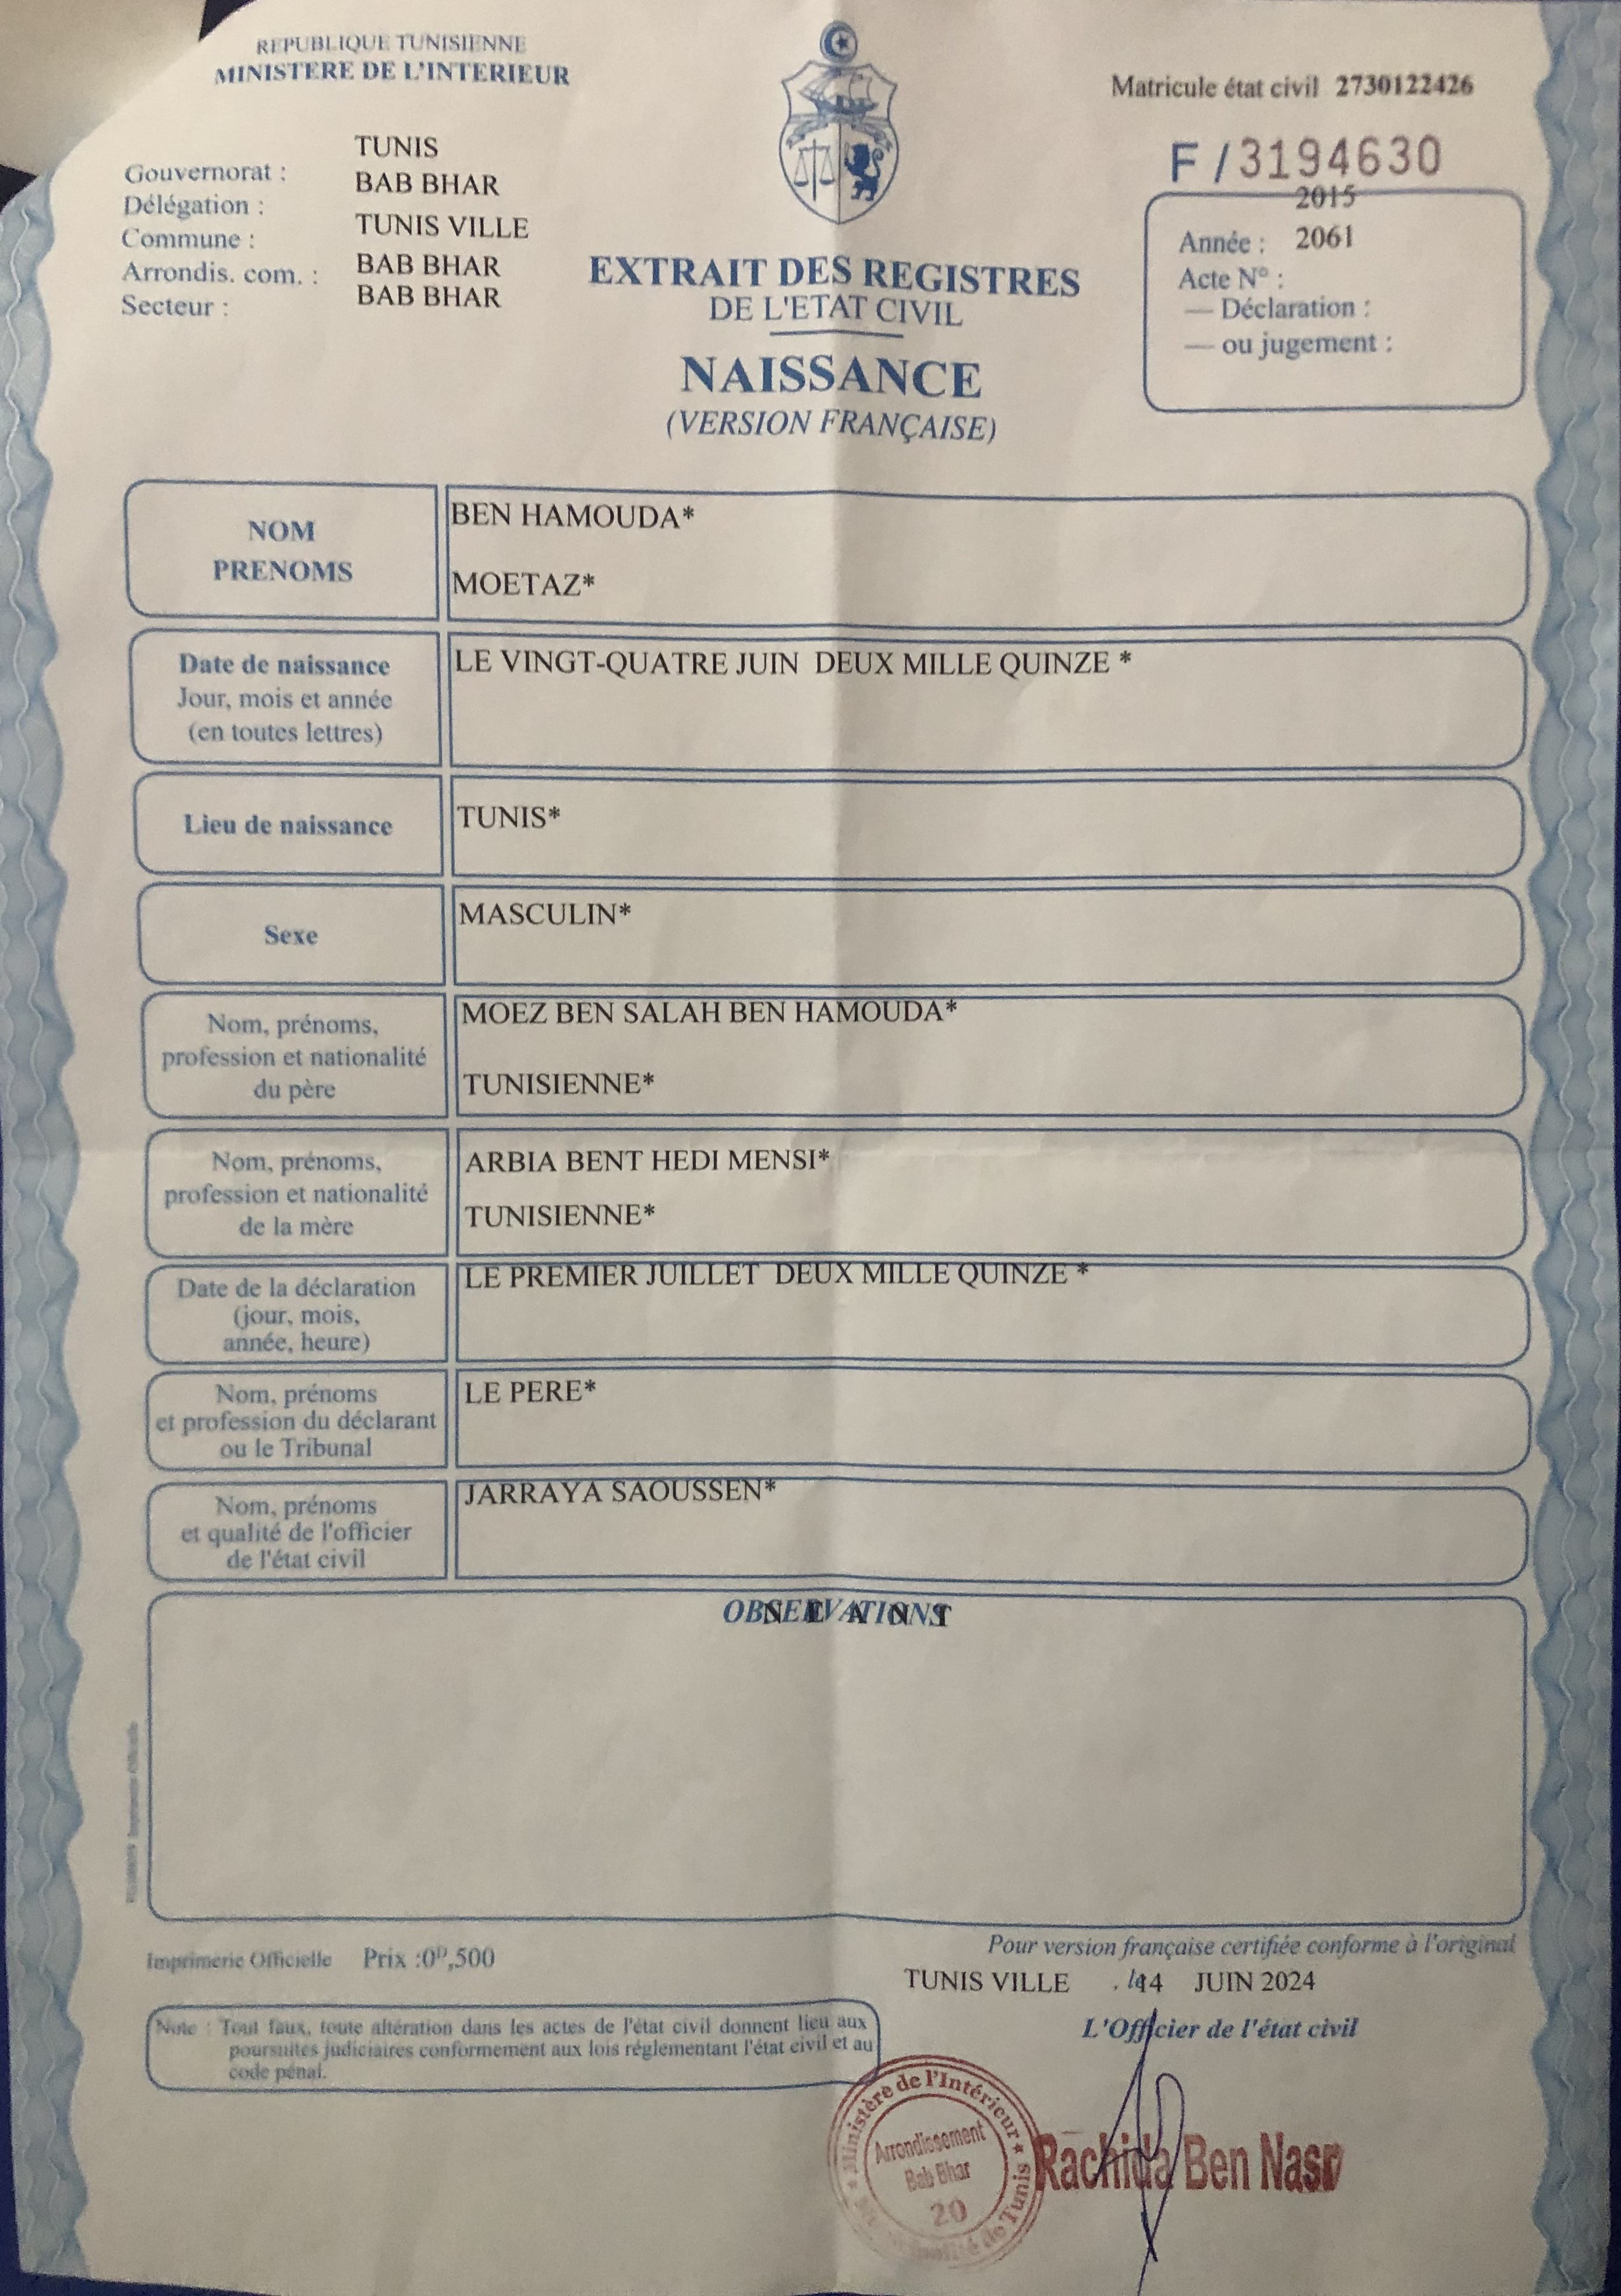 REPUBLIQUE TUNISIENNE
MINISTERE DE L'INTERIEUR
Matricule état civil 2730122426
F / 3194630
Gouvernorat : TUNIS
Délégation : BAB BHAR
Commune : TUNIS VILLE
Arrondis. com. : BAB BHAR
Secteur : BAB BHAR
2015
Année : 2061
Acte N° :
— Déclaration :
— ou jugement :
EXTRAIT DES REGISTRES
DE L'ETAT CIVIL
NAISSANCE
(VERSION FRANÇAISE)
NOM
PRENOMS
BEN HAMOUDA*
MOETAZ*
Date de naissance
Jour, mois et année
(en toutes lettres)
LE VINGT-QUATRE JUIN DEUX MILLE QUINZE *
Lieu de naissance
TUNIS*
Sexe
MASCULIN*
Nom, prénoms,
profession et nationalité
du père
MOEZ BEN SALAH BEN HAMOUDA*
TUNISIENNE*
Nom, prénoms,
profession et nationalité
de la mère
ARBIA BENT HEDI MENSI*
TUNISIENNE*
Date de la déclaration
(jour, mois,
année, heure)
LE PREMIER JUILLET DEUX MILLE QUINZE *
Nom, prénoms
et profession du déclarant
ou le Tribunal
LE PERE*
Nom, prénoms
et qualité de l'officier
de l'état civil
JARRAYA SAOUSSEN*
OBSERVATIONS
N E A N T
Imprimerie Officielle Prix :0ᴰ,500
Pour version française certifiée conforme à l'original
TUNIS VILLE , le 14 JUIN 2024
L'Officier de l'état civil
Note : Tout faux, toute altération dans les actes de l'état civil donnent lieu aux
poursuites judiciaires conformement aux lois réglementant l'état civil et au
code pénal.
Ministère de l'Intérieur
Arrondissement
Bab Bhar
20
de Tunis
Rachida Ben Nasr